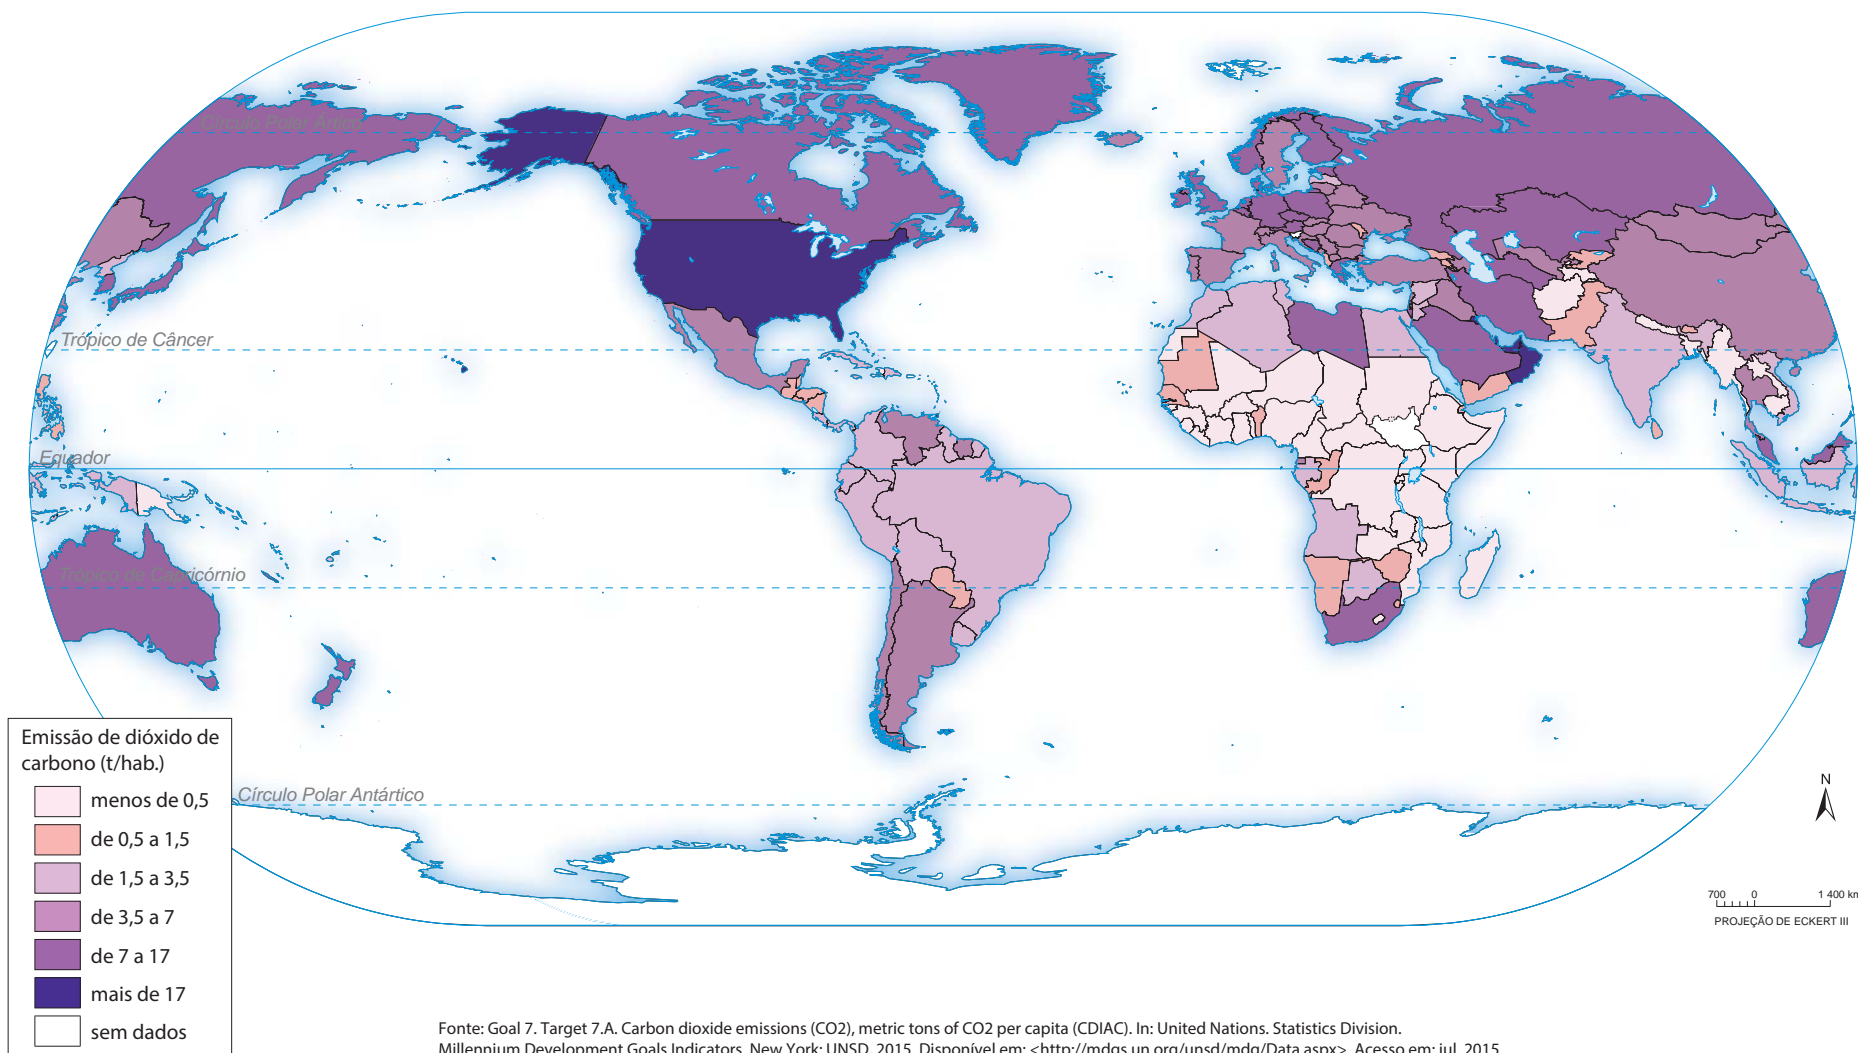 Círculo Polar Ártico
Trópico de Câncer
Equador
Trópico de Capricórnio
Círculo Polar Antártico
Emissão de dióxido de
carbono (t/hab.)
menos de 0,5
de 0,5 a 1,5
de 1,5 a 3,5
de 3,5 a 7
de 7 a 17
mais de 17
sem dados
N
700 0 1 400 km
PROJEÇÃO DE ECKERT III
Fonte: Goal 7. Target 7.A. Carbon dioxide emissions (CO2), metric tons of CO2 per capita (CDIAC). In: United Nations. Statistics Division.
Millennium Development Goals Indicators. New York: UNSD, 2015. Disponível em: <http://mdgs.un.org/unsd/mdg/Data.aspx>. Acesso em: jul. 2015.